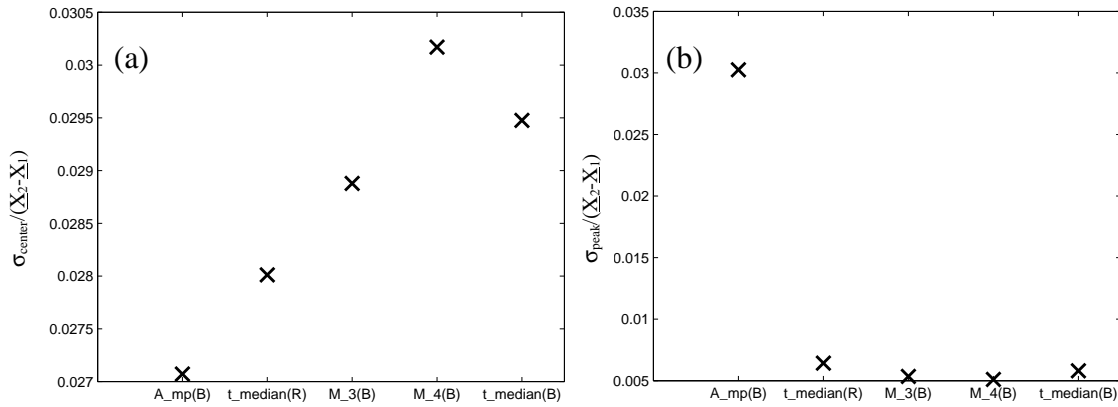 (a)
σcenter/(X2-X1)
0.0305
0.03
0.0295
0.029
0.0285
0.028
0.0275
0.027
A_mp(B) t_median(R) M_3(B) M_4(B) t_median(B)
(b)
σpeak/(X2-X1)
0.035
0.03
0.025
0.02
0.015
0.01
0.005
A_mp(B) t_median(R) M_3(B) M_4(B) t_median(B)